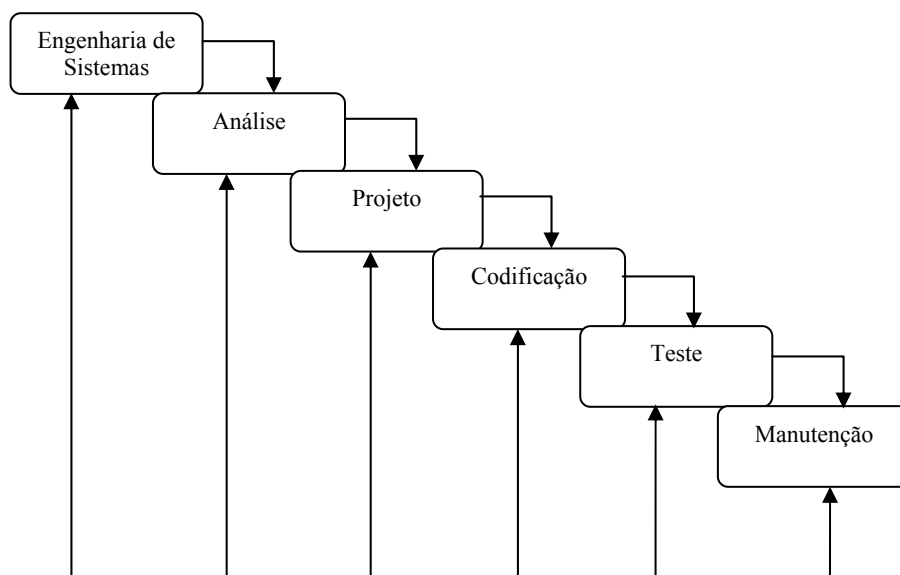 Engenharia de
Sistemas
Análise
Projeto
Codificação
Teste
Manutenção